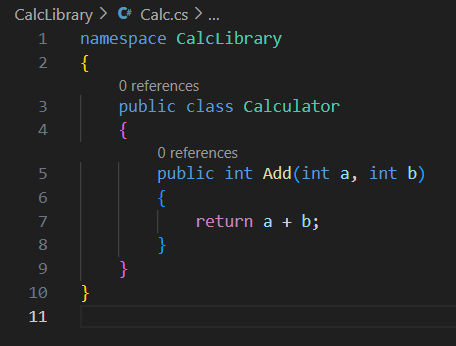 CalcLibrary > C# Calc.cs > ...
1 namespace CalcLibrary
2 {
0 references
3 public class Calculator
4 {
0 references
5 public int Add(int a, int b)
6 {
7 return a + b;
8 }
9 }
10 }
11